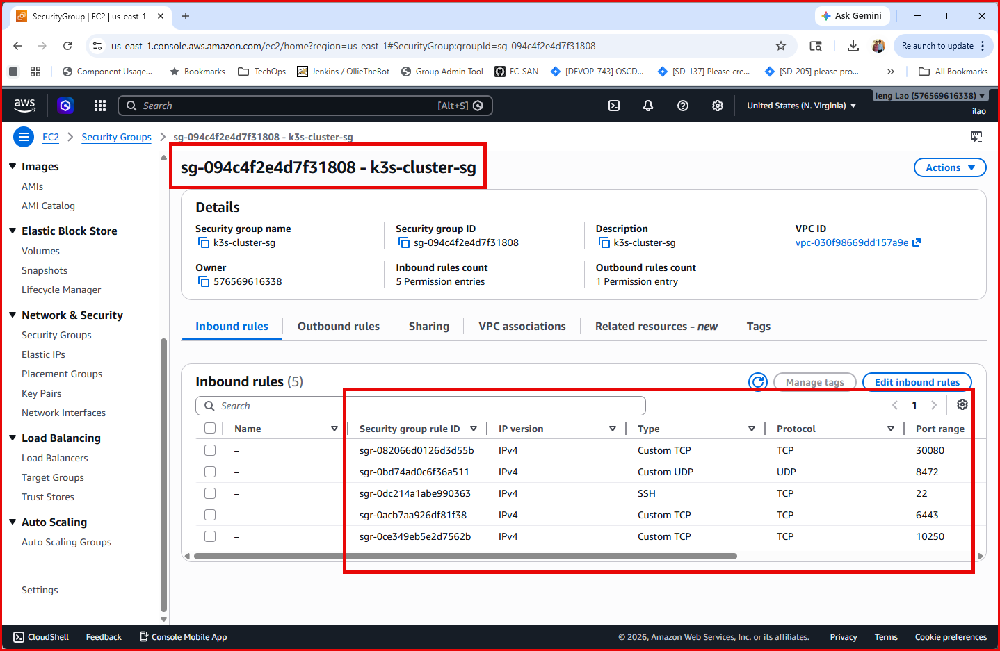 SecurityGroup | EC2 | us-east-1
Ask Gemini
us-east-1.console.aws.amazon.com/ec2/home?region=us-east-1#SecurityGroup:groupId=sg-094c4f2e4d7f31808
Relaunch to update
Component Usage...
Bookmarks
TechOps
Jenkins / OllieTheBot
Group Admin Tool
FC-SAN
[DEVOP-743] OSCD...
[SD-137] Please cre...
[SD-205] please pro...
All Bookmarks
aws
Search
[Alt+S]
United States (N. Virginia)
Ieng Lao (576569616338)
ilao
EC2
Security Groups
sg-094c4f2e4d7f31808 - k3s-cluster-sg
Images
AMIs
AMI Catalog
Elastic Block Store
Volumes
Snapshots
Lifecycle Manager
Network & Security
Security Groups
Elastic IPs
Placement Groups
Key Pairs
Network Interfaces
Load Balancing
Load Balancers
Target Groups
Trust Stores
Auto Scaling
Auto Scaling Groups
Settings
sg-094c4f2e4d7f31808 - k3s-cluster-sg
Actions
Details
Security group name
k3s-cluster-sg
Security group ID
sg-094c4f2e4d7f31808
Description
k3s-cluster-sg
VPC ID
vpc-030f98669dd157a9e
Owner
576569616338
Inbound rules count
5 Permission entries
Outbound rules count
1 Permission entry
Inbound rules
Outbound rules
Sharing
VPC associations
Related resources - new
Tags
Inbound rules (5)
Manage tags
Edit inbound rules
Search
1
Name Security group rule ID IP version Type Protocol Port range
– sgr-082066d0126d3d55b IPv4 Custom TCP TCP 30080
– sgr-0bd74ad0c6f36a511 IPv4 Custom UDP UDP 8472
– sgr-0dc214a1abe990363 IPv4 SSH TCP 22
– sgr-0acb7aa926df81f38 IPv4 Custom TCP TCP 6443
– sgr-0ce349eb5e2d7562b IPv4 Custom TCP TCP 10250
CloudShell
Feedback
Console Mobile App
© 2026, Amazon Web Services, Inc. or its affiliates.
Privacy
Terms
Cookie preferences